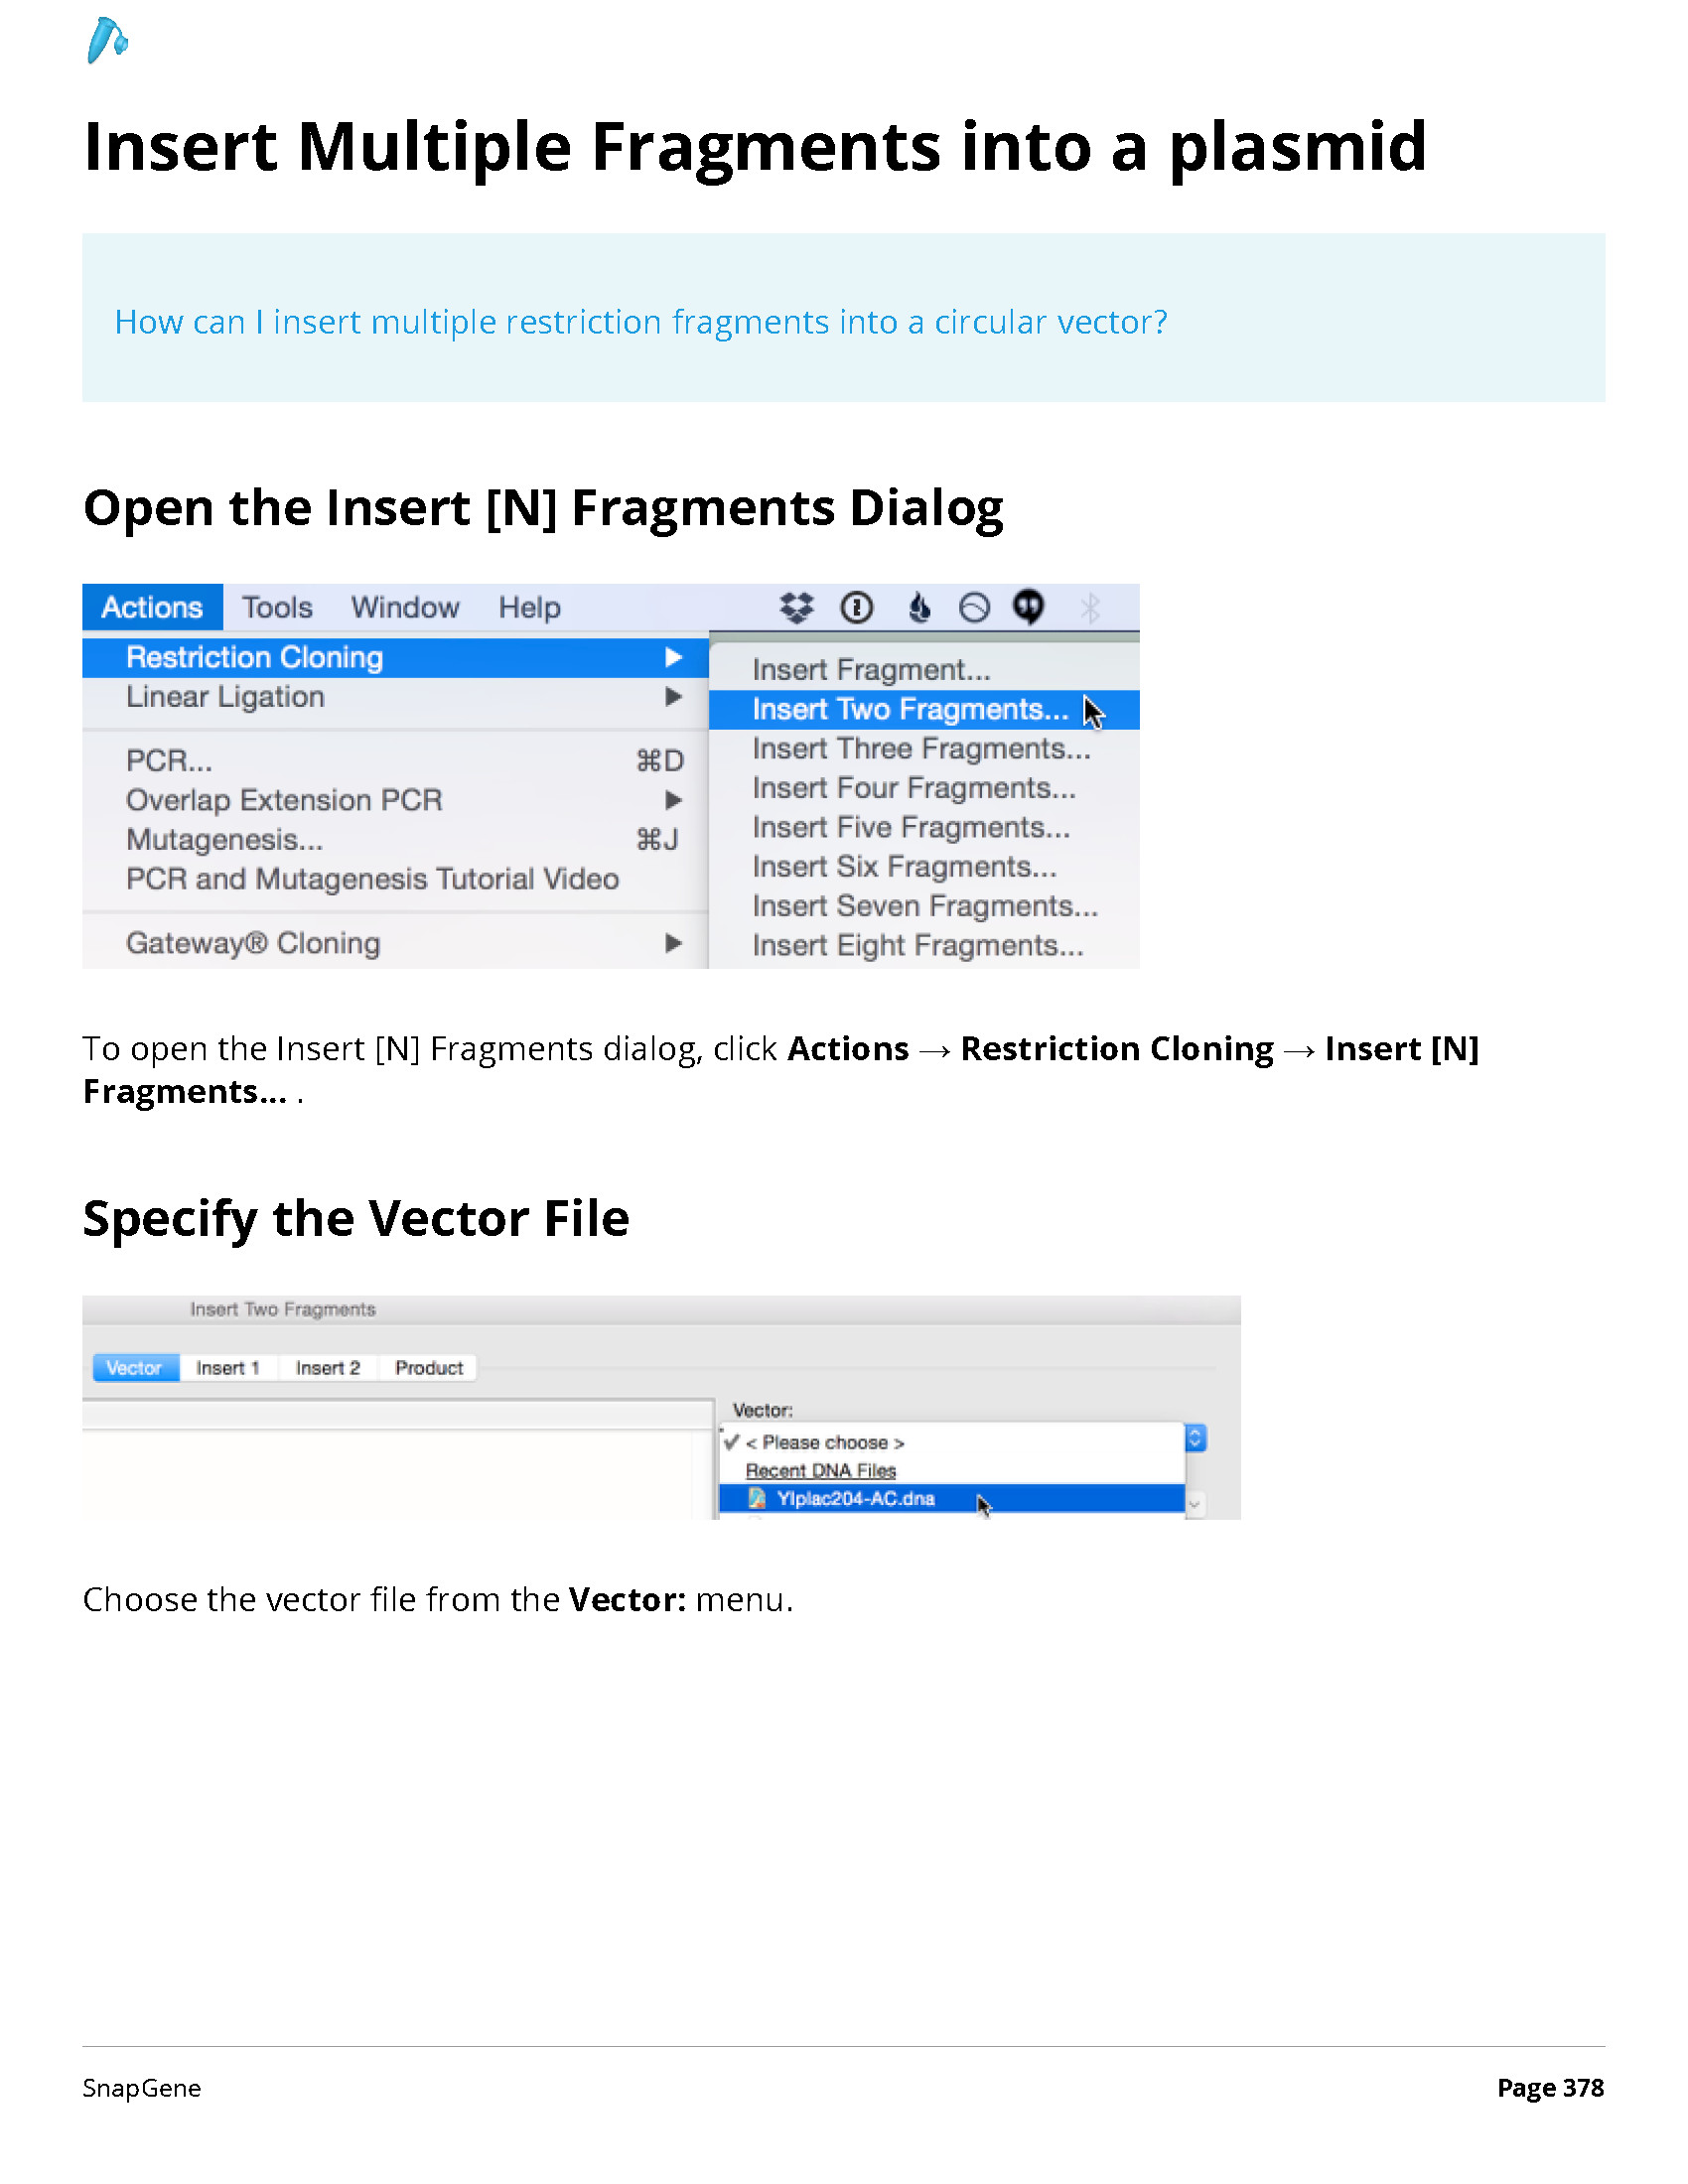 Insert Multiple Fragments into a plasmid
How can I insert multiple restriction fragments into a circular vector?
Open the Insert [N] Fragments Dialog
Actions Tools Window Help
Restriction Cloning
Linear Ligation
PCR... ⌘D
Overlap Extension PCR
Mutagenesis... ⌘J
PCR and Mutagenesis Tutorial Video
Gateway® Cloning
Insert Fragment...
Insert Two Fragments...
Insert Three Fragments...
Insert Four Fragments...
Insert Five Fragments...
Insert Six Fragments...
Insert Seven Fragments...
Insert Eight Fragments...
To open the Insert [N] Fragments dialog, click Actions → Restriction Cloning → Insert [N]
Fragments... .
Specify the Vector File
Insert Two Fragments
Vector Insert 1 Insert 2 Product
Vector:
✓ < Please choose >
Recent DNA Files
YIplac204-AC.dna
Choose the vector file from the Vector: menu.
SnapGene Page 378